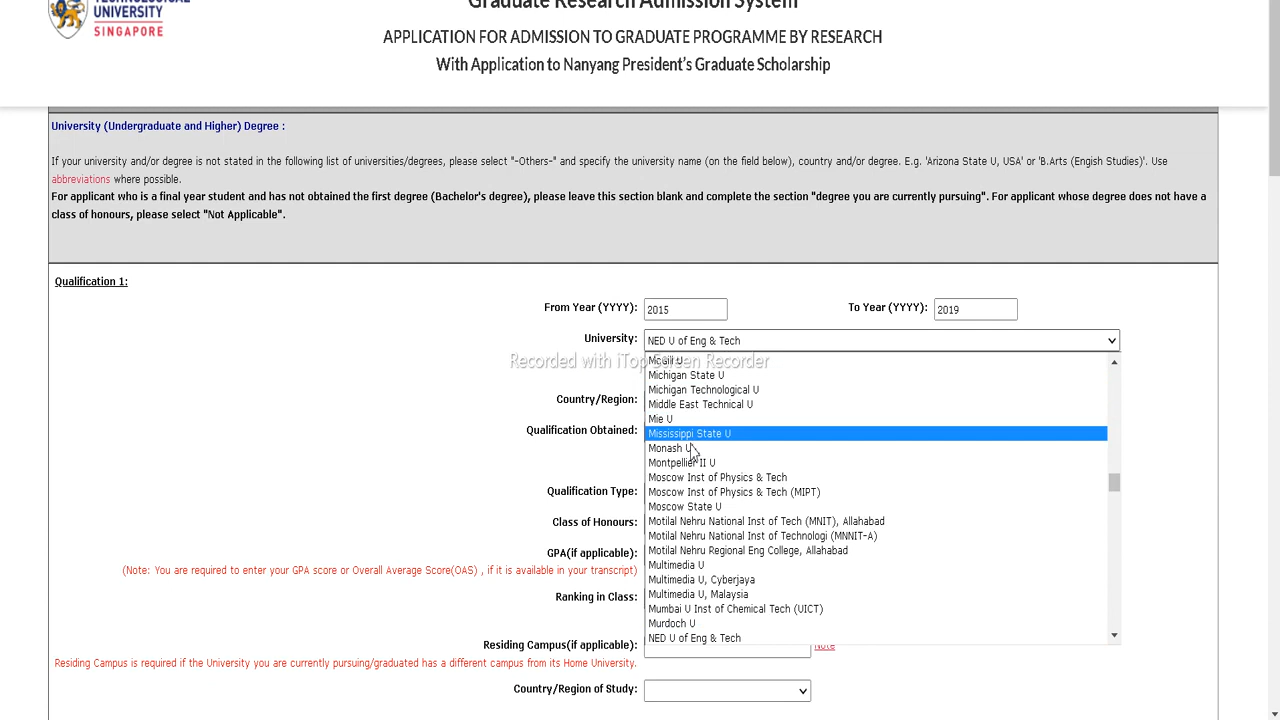 TECHNOLOGICAL
UNIVERSITY
SINGAPORE
Graduate Research Admission System
APPLICATION FOR ADMISSION TO GRADUATE PROGRAMME BY RESEARCH
With Application to Nanyang President's Graduate Scholarship
University (Undergraduate and Higher) Degree :
If your university and/or degree is not stated in the following list of universities/degrees, please select "-Others-" and specify the university name (on the field below), country and/or degree. E.g. 'Arizona State U, USA' or 'B.Arts (Engish Studies)'. Use
abbreviations where possible.
For applicant who is a final year student and has not obtained the first degree (Bachelor's degree), please leave this section blank and complete the section "degree you are currently pursuing". For applicant whose degree does not have a
class of honours, please select "Not Applicable".
Qualification 1:
From Year (YYYY): 2015 To Year (YYYY): 2019
University: NED U of Eng & Tech
Recorded with iTop Screen Recorder
McGill U
Michigan State U
Michigan Technological U
Country/Region:
Middle East Technical U
Mie U
Qualification Obtained:
Mississippi State U
Monash U
Montpellier II U
Moscow Inst of Physics & Tech
Qualification Type:
Moscow Inst of Physics & Tech (MIPT)
Moscow State U
Class of Honours:
Motilal Nehru National Inst of Tech (MNIT), Allahabad
Motilal Nehru National Inst of Technologi (MNNIT-A)
GPA(if applicable):
Motilal Nehru Regional Eng College, Allahabad
(Note: You are required to enter your GPA score or Overall Average Score(OAS) , if it is available in your transcript)
Multimedia U
Multimedia U, Cyberjaya
Ranking in Class:
Multimedia U, Malaysia
Mumbai U Inst of Chemical Tech (UICT)
Murdoch U
NED U of Eng & Tech
Residing Campus(if applicable): Note
Residing Campus is required if the University you are currently pursuing/graduated has a different campus from its Home University.
Country/Region of Study: